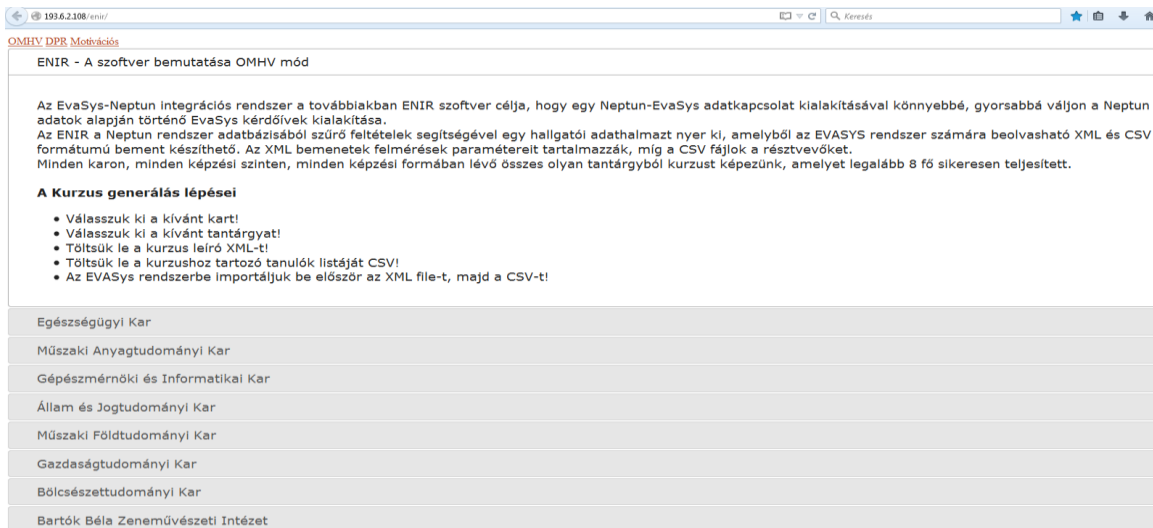 193.6.2.108/enir/
Keresés
OMHV DPR Motivációs
ENIR - A szoftver bemutatása OMHV mód
Az EvaSys-Neptun integrációs rendszer a továbbiakban ENIR szoftver célja, hogy egy Neptun-EvaSys adatkapcsolat kialakításával könnyebbé, gyorsabbá váljon a Neptun
adatok alapján történő EvaSys kérdőívek kialakítása.
Az ENIR a Neptun rendszer adatbázisából szűrő feltételek segítségével egy hallgatói adathalmazt nyer ki, amelyből az EVASYS rendszer számára beolvasható XML és CSV
formátumú bement készíthető. Az XML bemenetek felmérések paramétereit tartalmazzák, míg a CSV fájlok a résztvevőket.
Minden karon, minden képzési szinten, minden képzési formában lévő összes olyan tantárgyból kurzust képezünk, amelyet legalább 8 fő sikeresen teljesített.
A Kurzus generálás lépései
• Válasszuk ki a kívánt kart!
• Válasszuk ki a kívánt tantárgyat!
• Töltsük le a kurzus leíró XML-t!
• Töltsük le a kurzushoz tartozó tanulók listáját CSV!
• Az EVASys rendszerbe importáljuk be először az XML file-t, majd a CSV-t!
Egészségügyi Kar
Műszaki Anyagtudományi Kar
Gépészmérnöki és Informatikai Kar
Állam és Jogtudományi Kar
Műszaki Földtudományi Kar
Gazdaságtudományi Kar
Bölcsészettudományi Kar
Bartók Béla Zeneművészeti Intézet